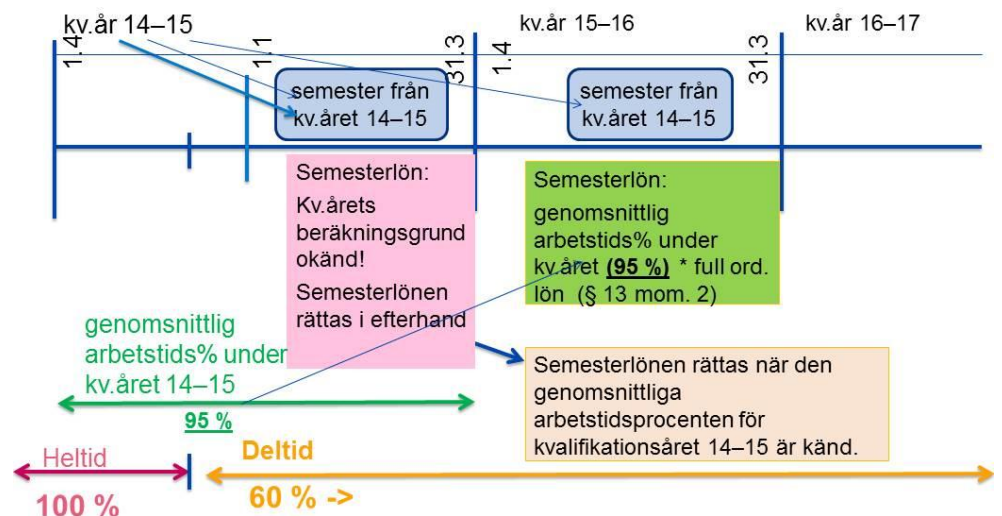 kv.år 14–15
kv.år 15–16
kv.år 16–17
1.4
1.1
31.3
1.4
31.3
semester från
kv.året 14–15
semester från
kv.året 14–15
Semesterlön:
Kv.årets
beräkningsgrund
okänd!
Semesterlönen
rättas i efterhand
Semesterlön:
genomsnittlig
arbetstids% under
kv.året (95 %) * full ord.
lön (§ 13 mom. 2)
genomsnittlig
arbetstids% under
kv.året 14–15
95 %
Semesterlönen rättas när den
genomsnittliga
arbetstidsprocenten för
kvalifikationsåret 14–15 är känd.
Heltid
100 %
Deltid
60 % ->